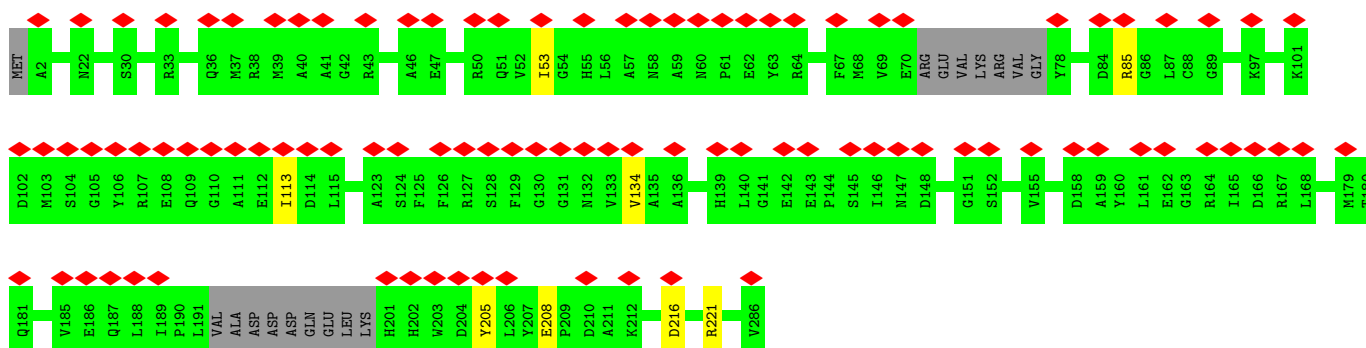 MET A2 N22 S30 R33 Q36 M37 R38 M39 A40 A41 G42 R43 A46 E47 R50 Q51 V52 I53 G54 H55 L56 A57 N58 A59 N60 P61 E62 Y63 R64 F67 M68 V69 E70 ARG GLU VAL LYS ARG VAL GLY Y78 D84 R85 G86 L87 C88 G89 K97 K101
D102 M103 S104 G105 Y106 R107 E108 Q109 G110 A111 E112 I113 D114 L115 A123 S124 F125 F126 R127 S128 F129 G130 G131 N132 V133 V134 A135 A136 H139 L140 G141 E142 E143 P144 S145 I146 N147 D148 G151 S152 V155 D158 A159 Y160 L161 E162 G163 R164 I165 D166 R167 L168 M179 T180
Q181 V185 E186 Q187 L188 I189 P190 L191 VAL ALA ASP ASP ASP GLN GLU LEU LYS H201 H202 W203 D204 Y205 L206 Y207 E208 P209 D210 A211 K212 D216 R221 V286